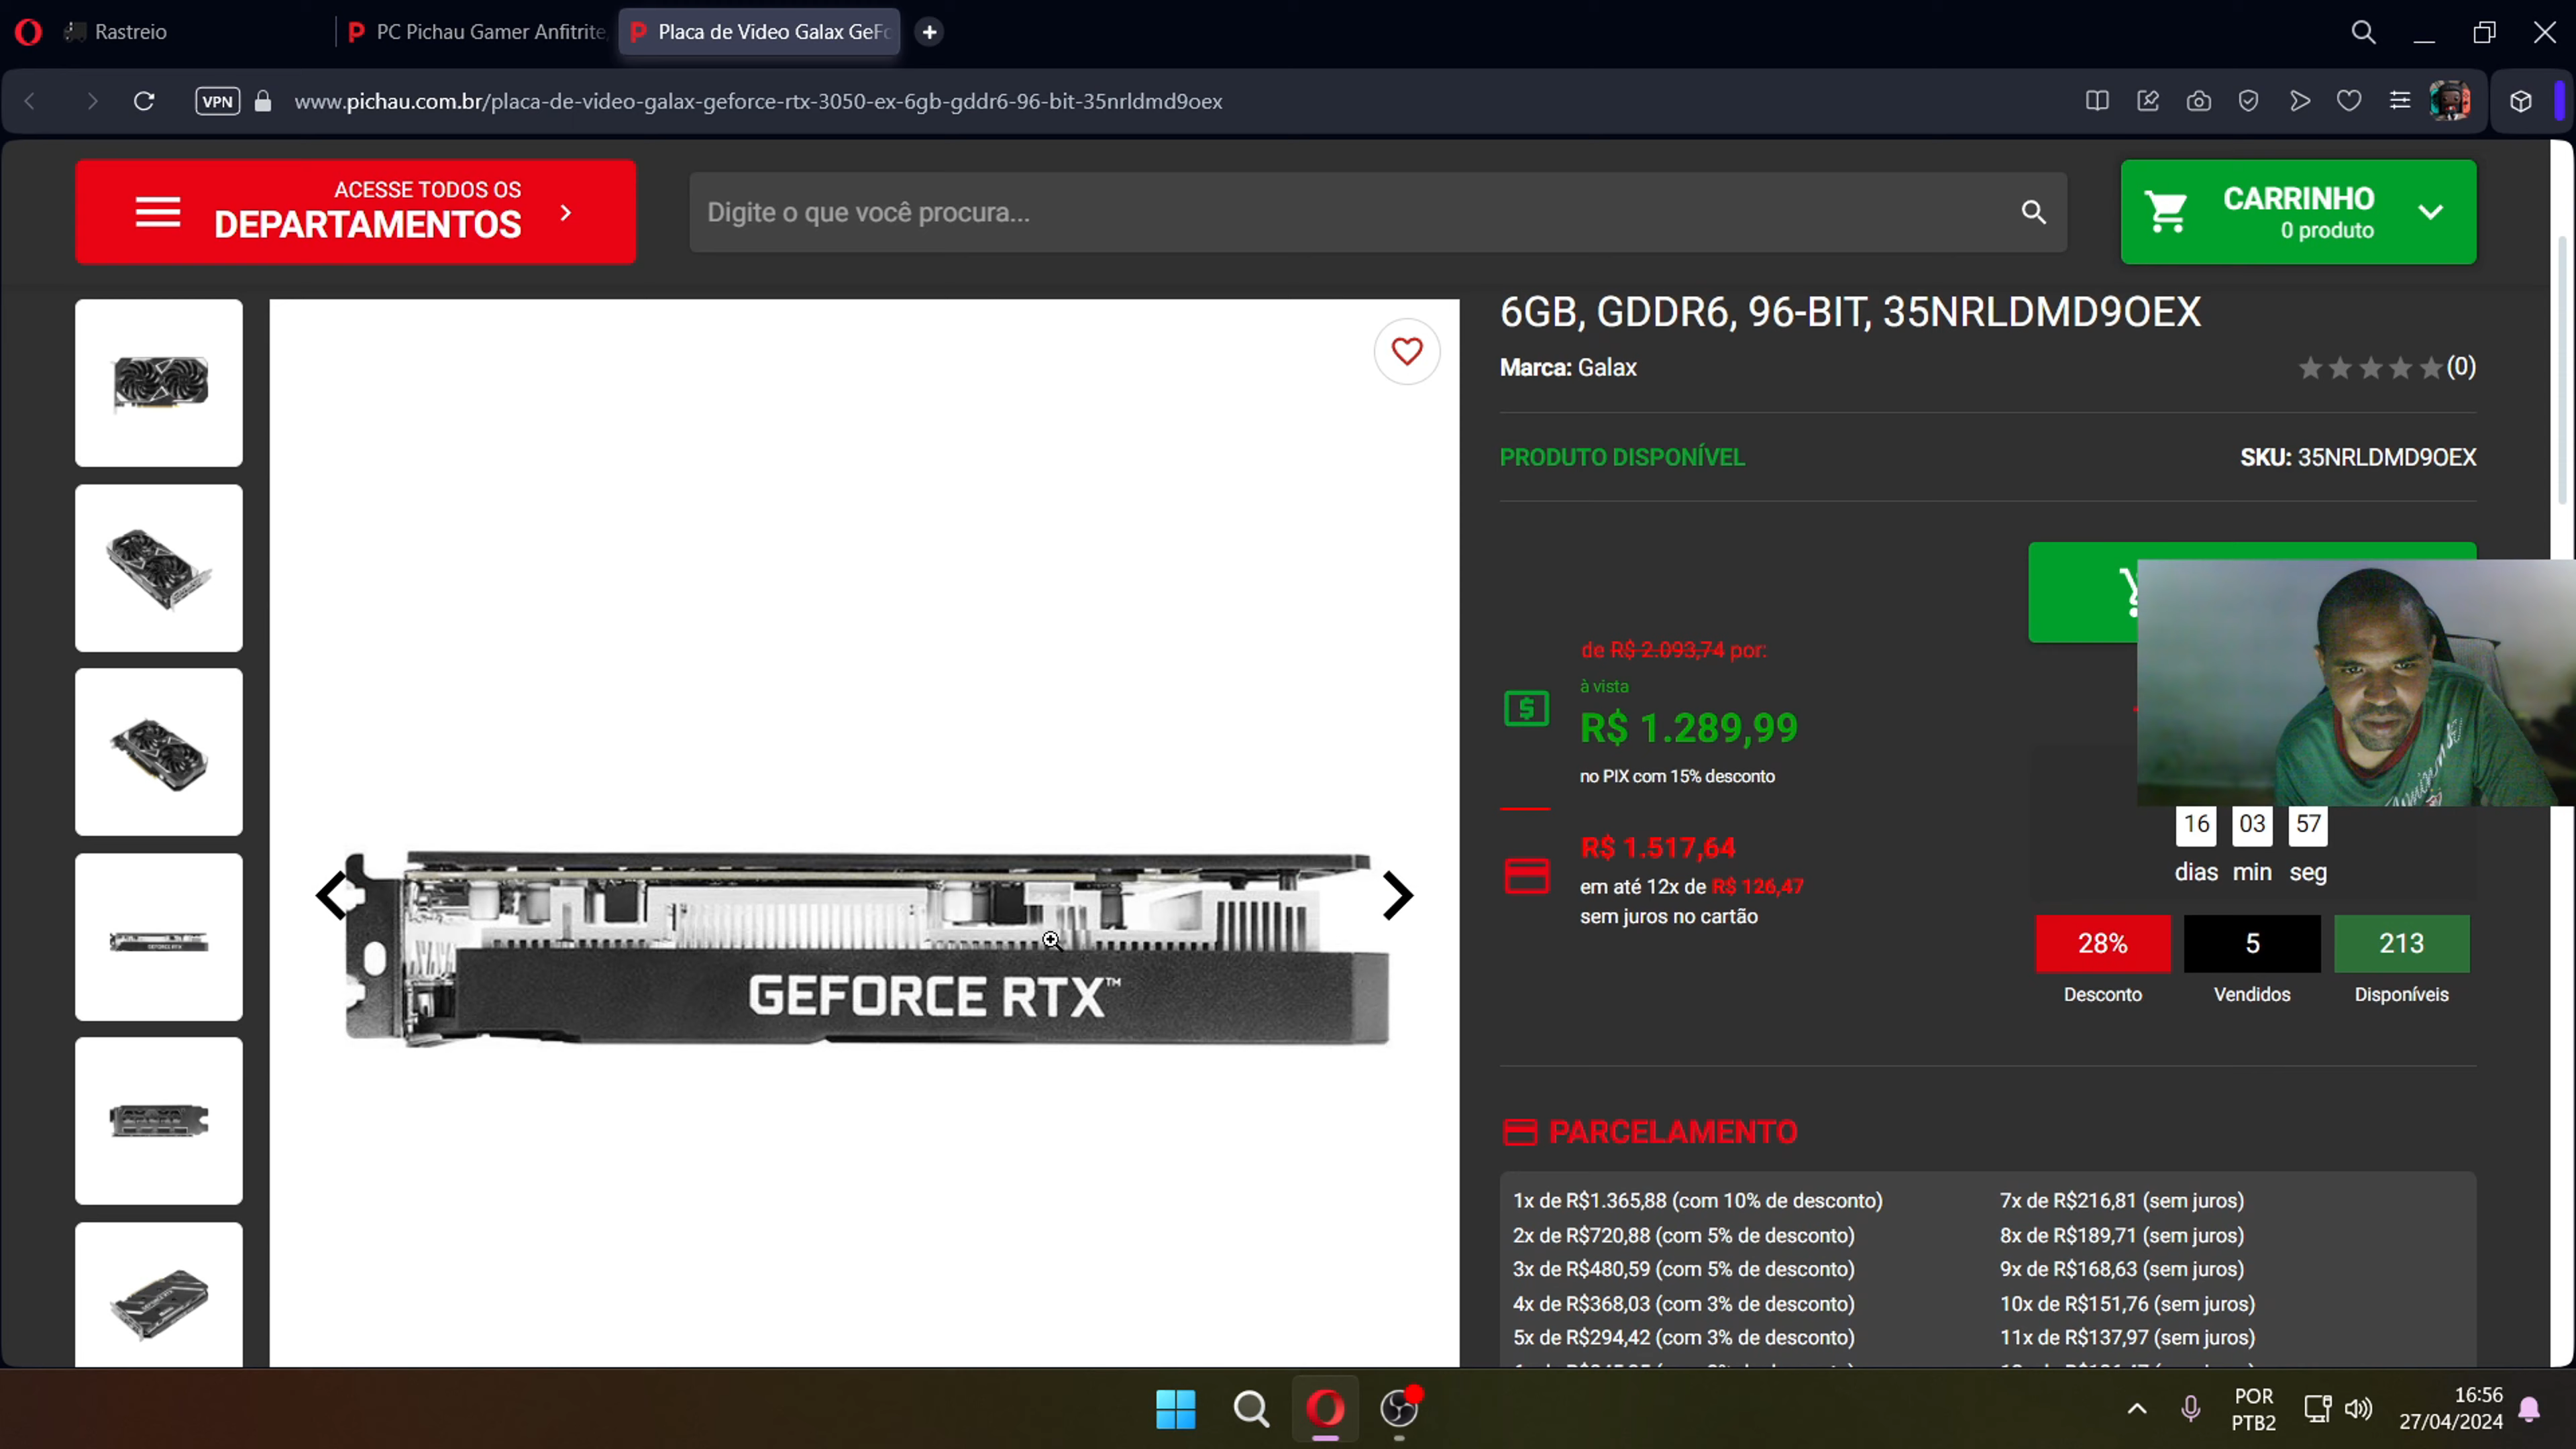 Rastreio
PC Pichau Gamer Anfitrite,
Placa de Video Galax GeFo
VPN
www.pichau.com.br/placa-de-video-galax-geforce-rtx-3050-ex-6gb-gddr6-96-bit-35nrldmd9oex
ACESSE TODOS OS
DEPARTAMENTOS
Digite o que você procura...
CARRINHO
0 produto
6GB, GDDR6, 96-BIT, 35NRLDMD9OEX
Marca: Galax
(0)
PRODUTO DISPONÍVEL
SKU: 35NRLDMD9OEX
de R$ 2.093,74 por:
à vista
R$ 1.289,99
no PIX com 15% desconto
R$ 1.517,64
em até 12x de R$ 126,47
sem juros no cartão
16 03 57
dias min seg
28% 5 213
Desconto Vendidos Disponíveis
GEFORCE RTX™
GEFORCE RTX
PARCELAMENTO
1x de R$1.365,88 (com 10% de desconto)
2x de R$720,88 (com 5% de desconto)
3x de R$480,59 (com 5% de desconto)
4x de R$368,03 (com 3% de desconto)
5x de R$294,42 (com 3% de desconto)
7x de R$216,81 (sem juros)
8x de R$189,71 (sem juros)
9x de R$168,63 (sem juros)
10x de R$151,76 (sem juros)
11x de R$137,97 (sem juros)
POR
PTB2
16:56
27/04/2024